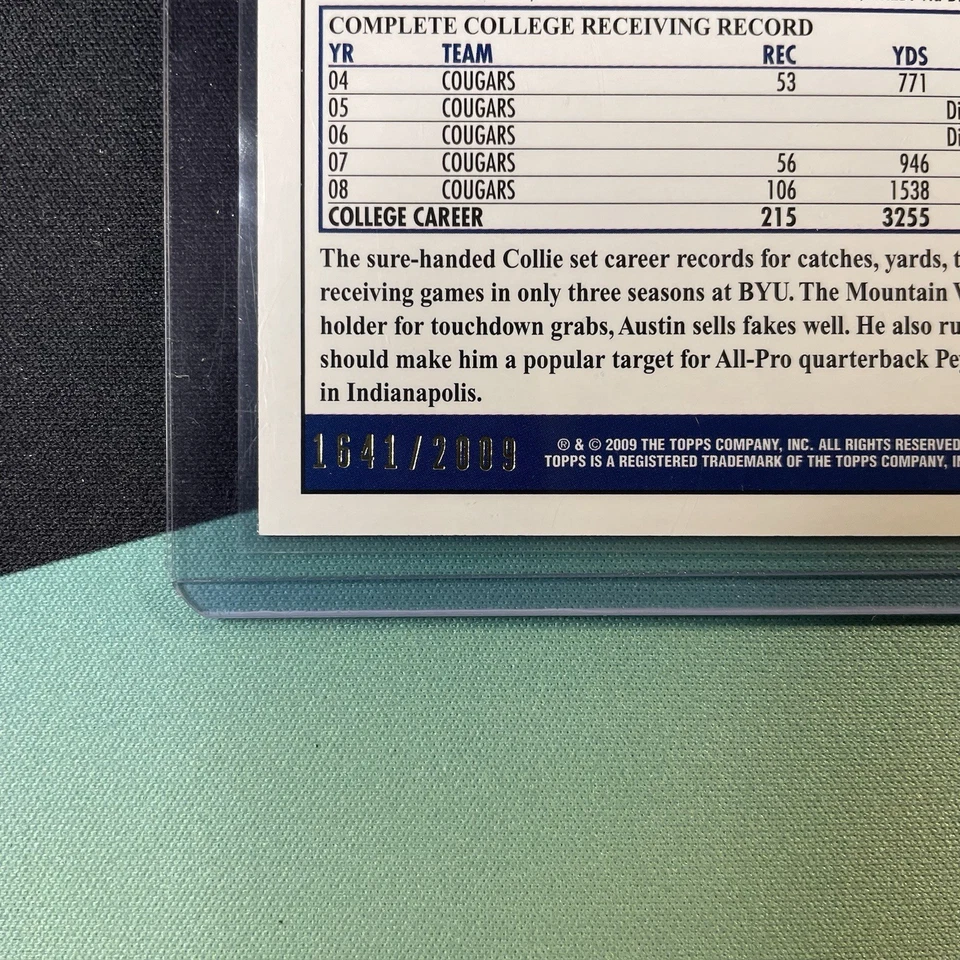 COMPLETE COLLEGE RECEIVING RECORD
YR TEAM REC YDS
04 COUGARS 53 771
05 COUGARS
06 COUGARS
07 COUGARS 56 946
08 COUGARS 106 1538
COLLEGE CAREER 215 3255
The sure-handed Collie set career records for catches, yards,
receiving games in only three seasons at BYU. The Mountain
holder for touchdown grabs, Austin sells fakes well. He also
should make him a popular target for All-Pro quarterback
in Indianapolis.
1641/2009
® & © 2009 THE TOPPS COMPANY, INC. ALL RIGHTS RESERVED
TOPPS IS A REGISTERED TRADEMARK OF THE TOPPS COMPANY,